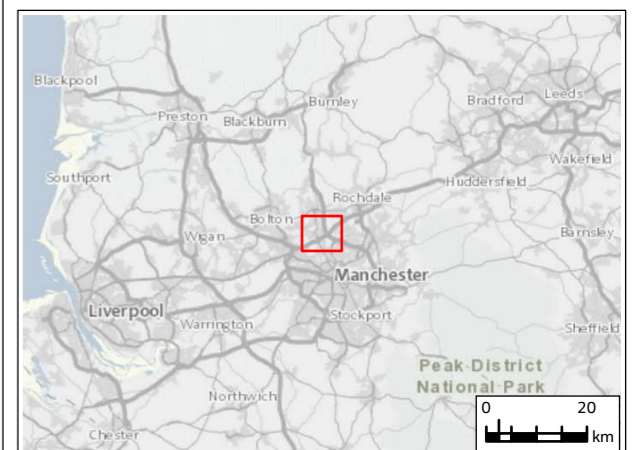 Blackpool
Burnley
Bradford
Leeds
Preston
Blackburn
Wakefield
Southport
Huddersfield
Rochdale
Bolton
Wigan
Barnsley
Manchester
Liverpool
Warrington
Stockport
Sheffield
Peak District
National Park
Northwich
0 20
km
Chester